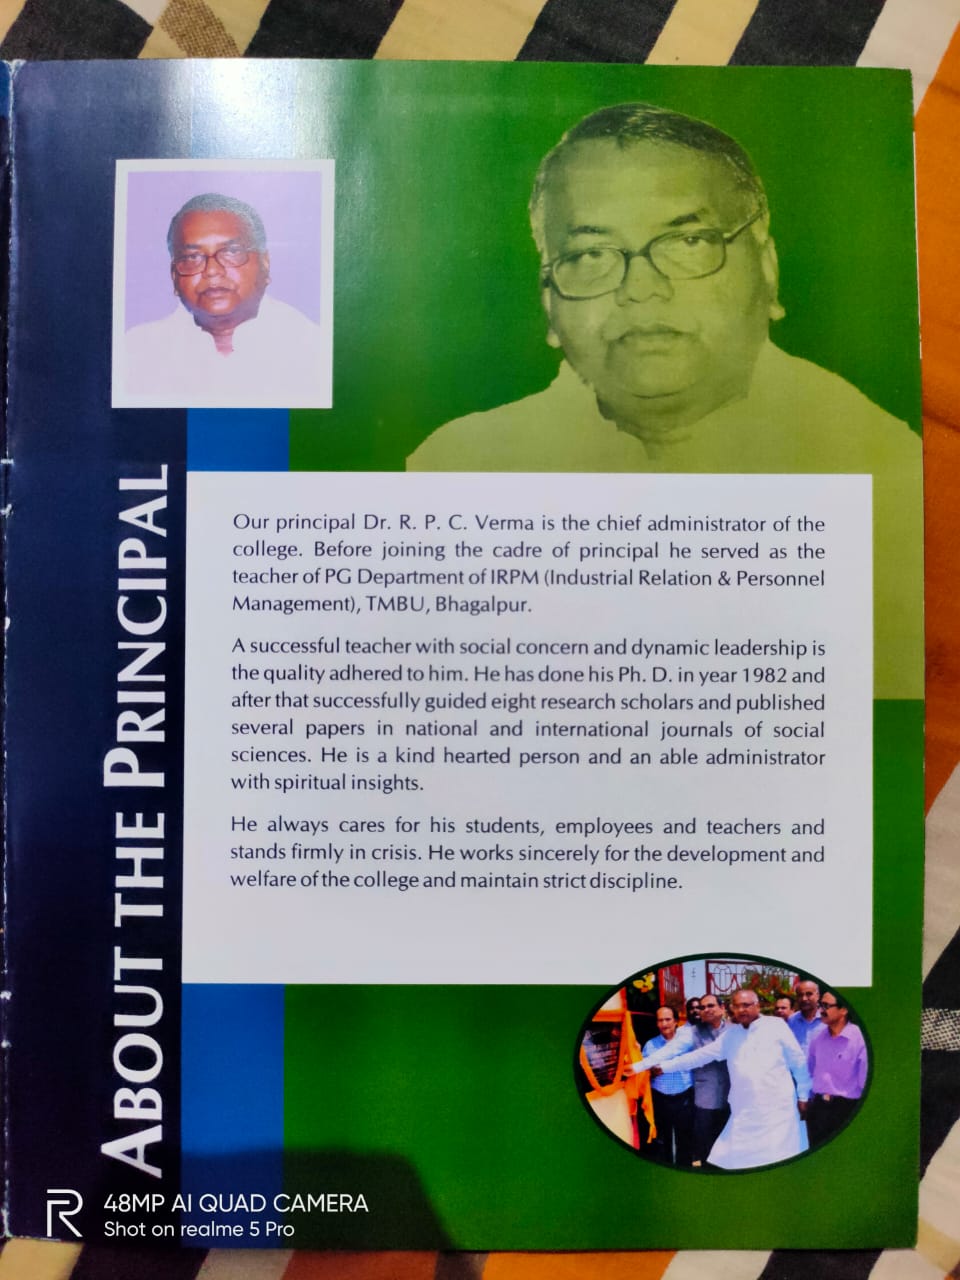 ABOUT THE PRINCIPAL
Our principal Dr. R. P. C. Verma is the chief administrator of the
college. Before joining the cadre of principal he served as the
teacher of PG Department of IRPM (Industrial Relation & Personnel
Management), TMBU, Bhagalpur.
A successful teacher with social concern and dynamic leadership is
the quality adhered to him. He has done his Ph. D. in year 1982 and
after that successfully guided eight research scholars and published
several papers in national and international journals of social
sciences. He is a kind hearted person and an able administrator
with spiritual insights.
He always cares for his students, employees and teachers and
stands firmly in crisis. He works sincerely for the development and
welfare of the college and maintain strict discipline.
R
48MP AI QUAD CAMERA
Shot on realme 5 Pro